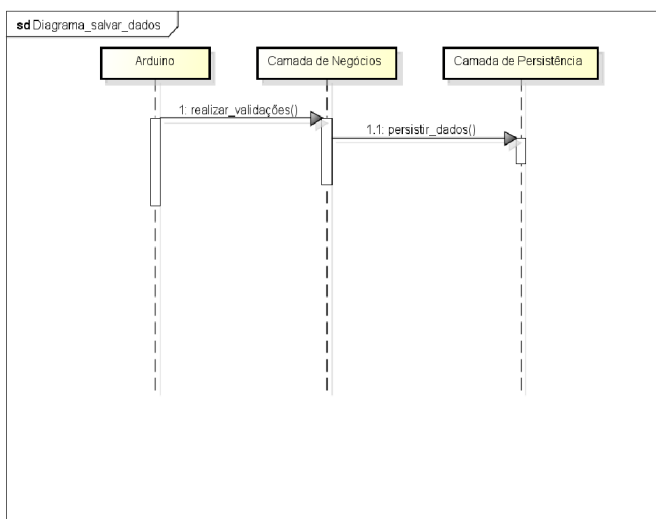 sd Diagrama_salvar_dados
Arduino
Camada de Negócios
Camada de Persistência
1: realizar_validações()
1.1: persistir_dados()